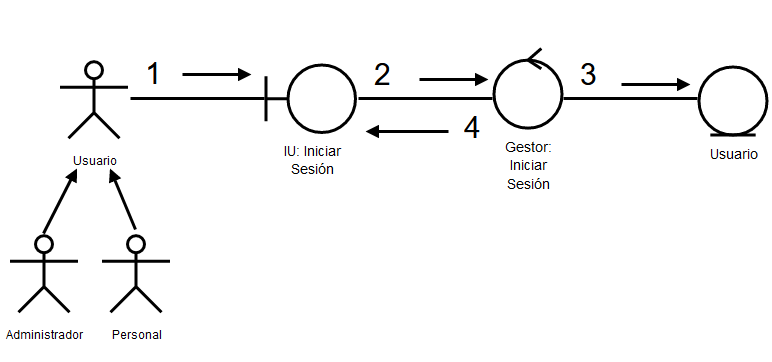 1
2
3
4
Usuario
IU: Iniciar
Sesión
Gestor:
Iniciar
Sesión
Usuario
Administrador
Personal